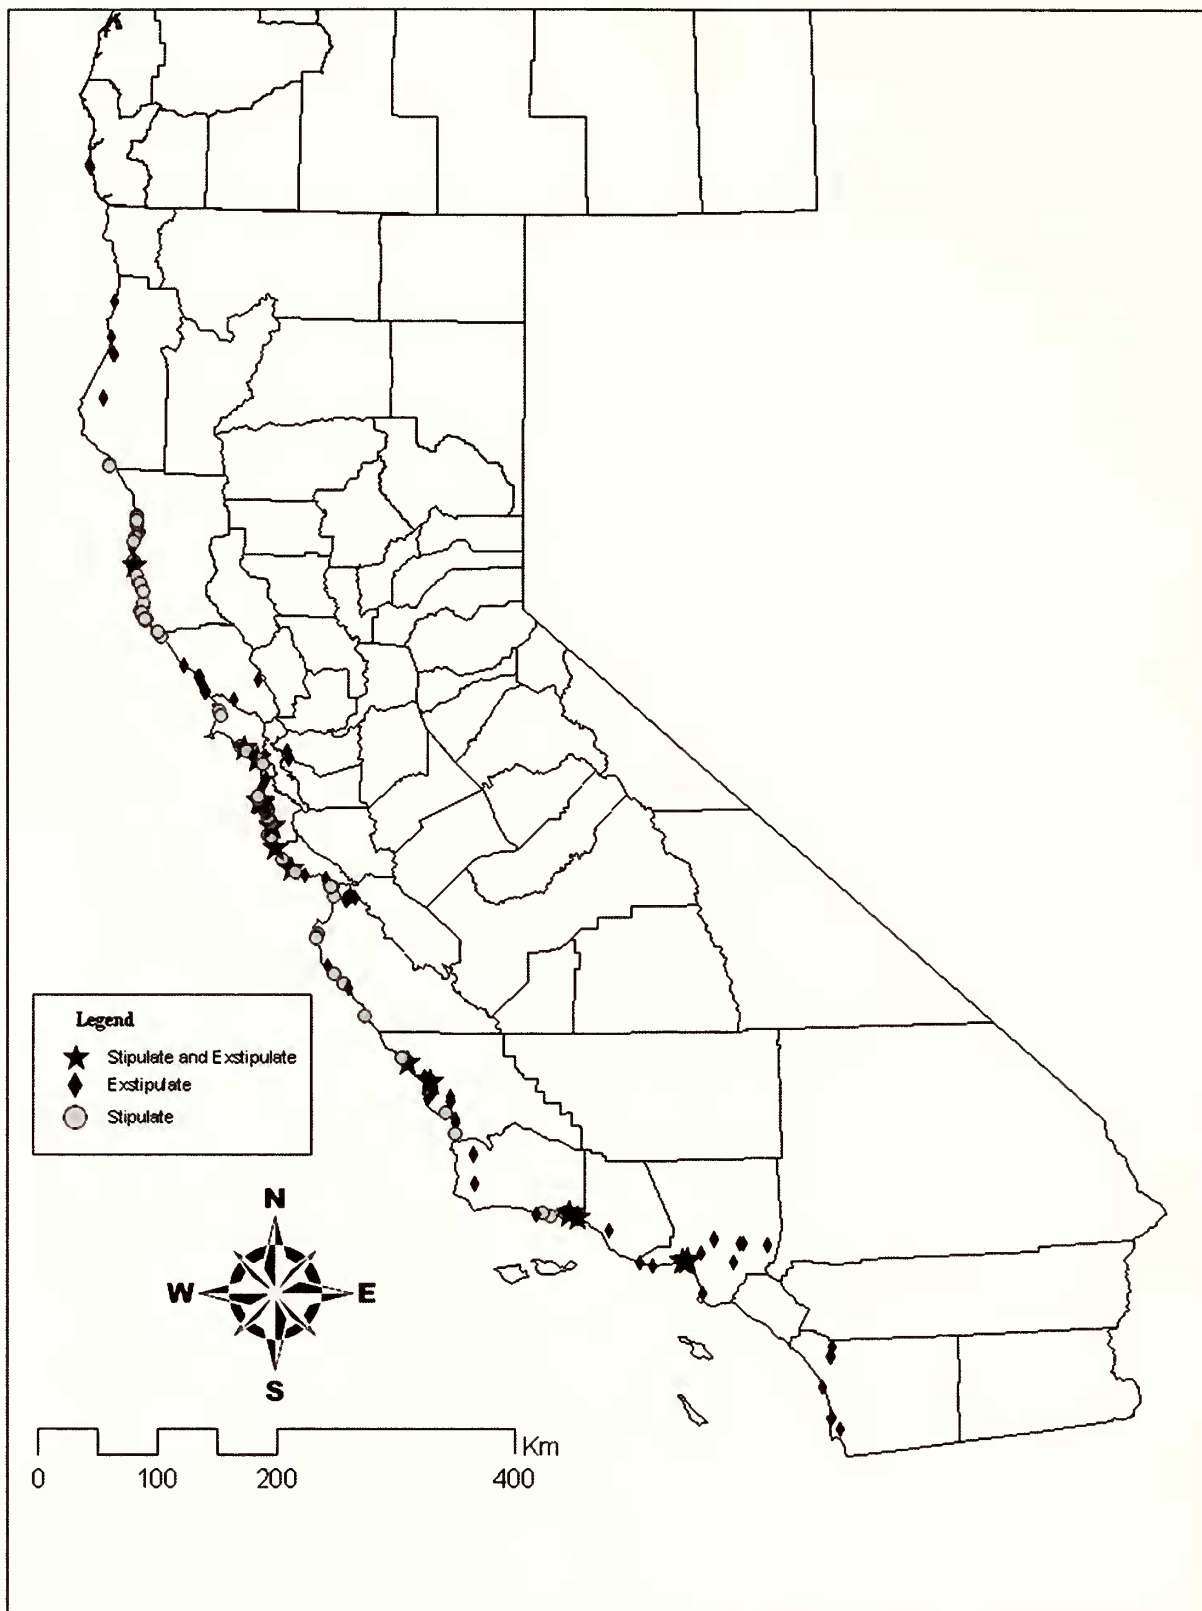 Legend
Stipulate and Exstipulate
Exstipulate
Stipulate
N
W E
S
Km
0 100 200 400